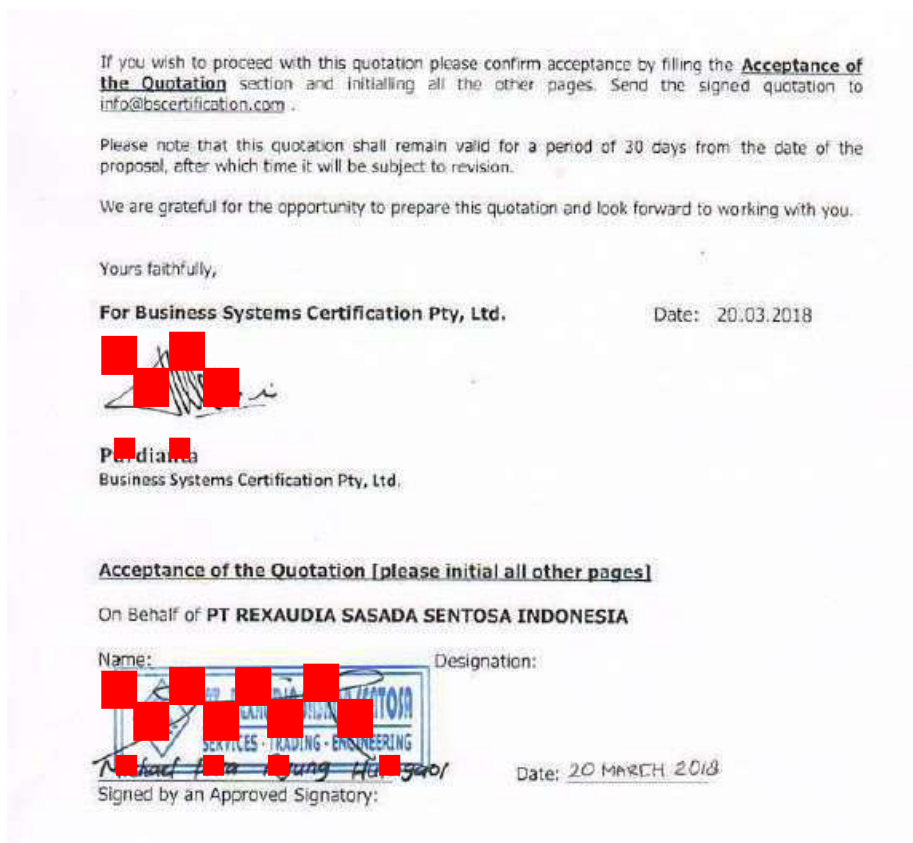 If you wish to proceed with this quotation please confirm acceptance by filling the Acceptance of
the Quotation section and initialling all the other pages. Send the signed quotation to
info@bscertification.com .
Please note that this quotation shall remain valid for a period of 30 days from the date of the
proposal, after which time it will be subject to revision.
We are grateful for the opportunity to prepare this quotation and look forward to working with you.
Yours faithfully,
For Business Systems Certification Pty, Ltd. Date: 20.03.2018
Business Systems Certification Pty, Ltd.
Acceptance of the Quotation [please initial all other pages]
On Behalf of PT REXAUDIA SASADA SENTOSA INDONESIA
Name: Designation:
SERVICES - TRADING - ENGINEERING
Date: 20 MARCH 2018
Signed by an Approved Signatory: